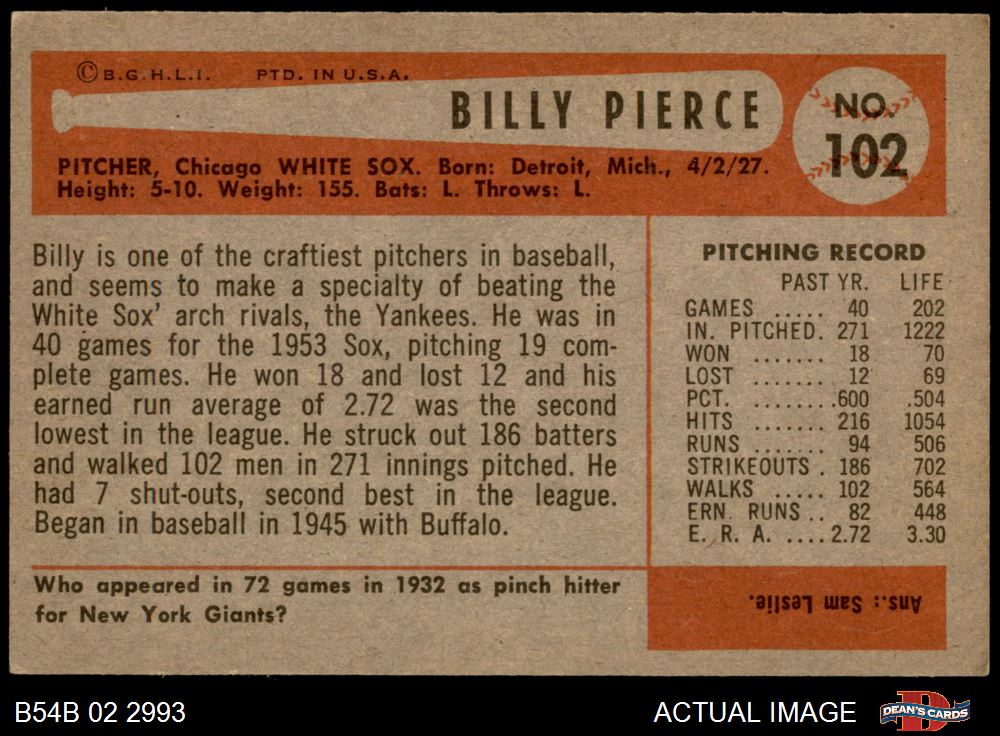 © B.G.H.L.I. PTD. IN U.S.A.
BILLY PIERCE
NO.
102
PITCHER, Chicago WHITE SOX. Born: Detroit, Mich., 4/2/27.
Height: 5-10. Weight: 155. Bats: L. Throws: L.
Billy is one of the craftiest pitchers in baseball,
and seems to make a specialty of beating the
White Sox' arch rivals, the Yankees. He was in
40 games for the 1953 Sox, pitching 19 com-
plete games. He won 18 and lost 12 and his
earned run average of 2.72 was the second
lowest in the league. He struck out 186 batters
and walked 102 men in 271 innings pitched. He
had 7 shut-outs, second best in the league.
Began in baseball in 1945 with Buffalo.
PITCHING RECORD
PAST YR. LIFE
GAMES ..... 40 202
IN. PITCHED. 271 1222
WON ....... 18 70
LOST ....... 12 69
PCT. ........ .600 .504
HITS ....... 216 1054
RUNS ....... 94 506
STRIKEOUTS . 186 702
WALKS ..... 102 564
ERN. RUNS .. 82 448
E. R. A. .... 2.72 3.30
Who appeared in 72 games in 1932 as pinch hitter
for New York Giants?
Ans.: Sam Leslie.
B54B 02 2993
ACTUAL IMAGE
DEAN'S CARDS